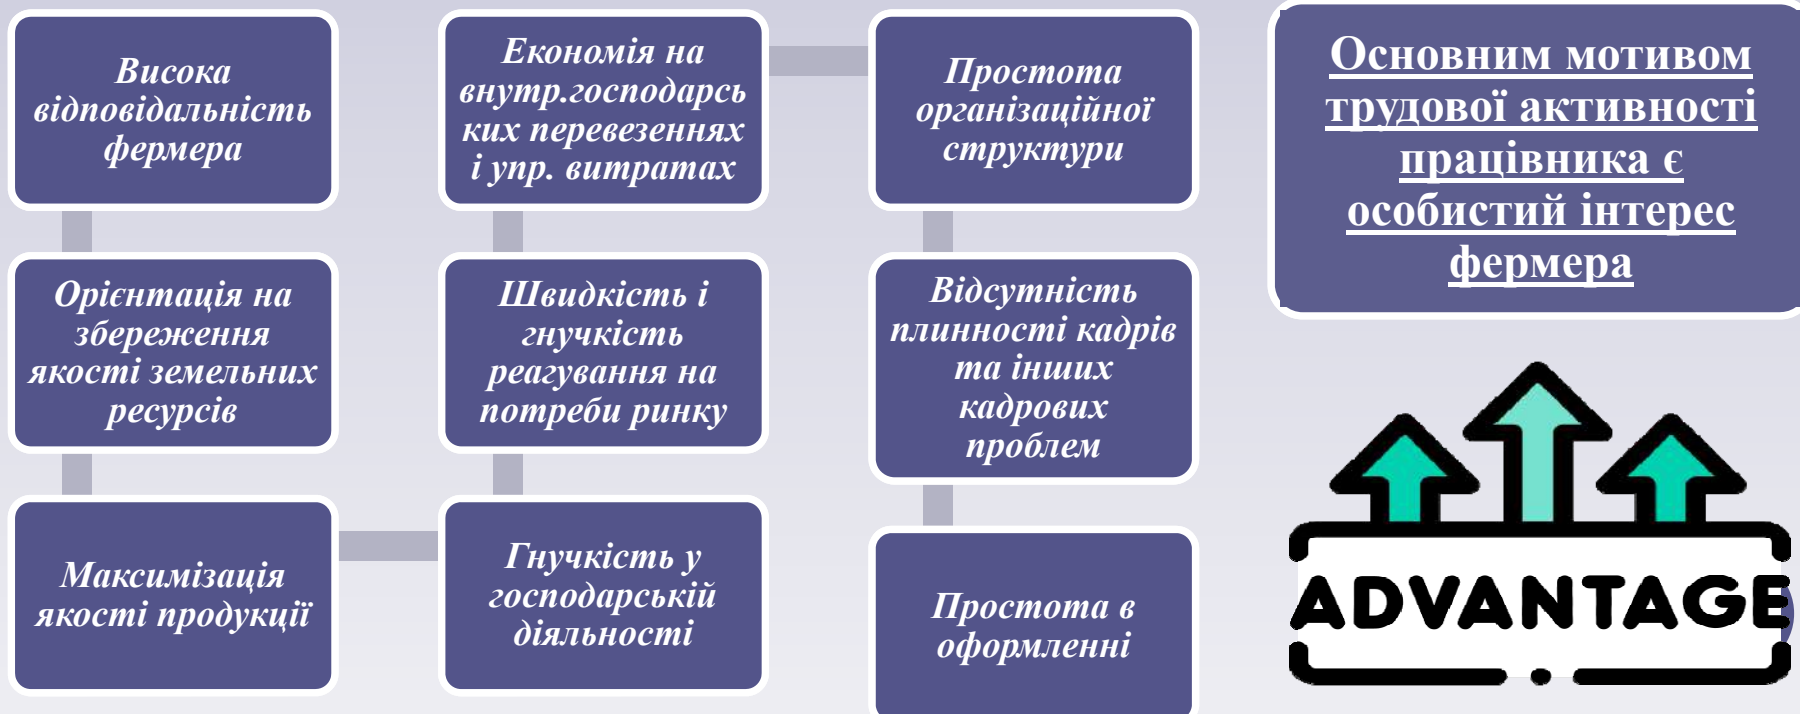 Висока
відповідальність
фермера
Орієнтація на
збереження
якості земельних
ресурсів
Максимізація
якості продукції
Гнучкість у
господарській
діяльності
Швидкість і
гнучкість
реагування на
потреби ринку
Економія на
внутр.господарсь
ких перевезеннях
і упр. витратах
Простота
організаційної
структури
Відсутність
плинності кадрів
та інших
кадрових
проблем
Простота в
оформленні
Основним мотивом
трудової активності
працівника є
особистий інтерес
фермера
ADVANTAGE